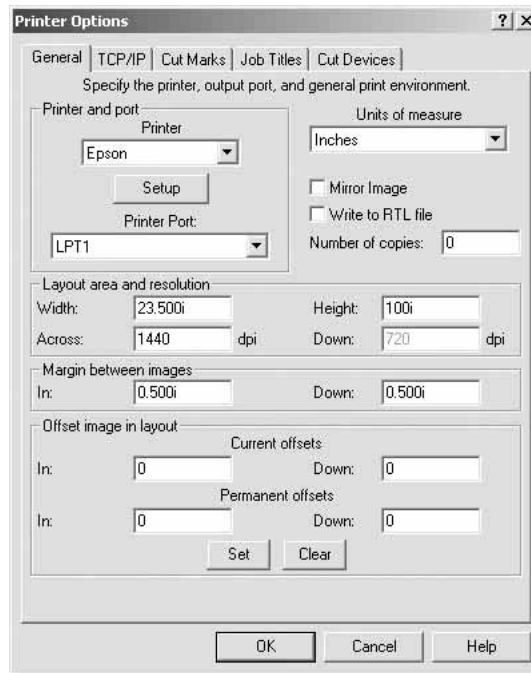 Printer Options
? ×
General TCP/IP Cut Marks Job Titles Cut Devices
Specify the printer, output port, and general print environment.
Printer and port
Printer
Epson
Setup
Printer Port:
LPT1
Units of measure
Inches
Mirror Image
Write to RTL file
Number of copies: 0
Layout area and resolution
Width: 23.500i Height: 100i
Across: 1440 dpi Down: 720 dpi
Margin between images
In: 0.500i Down: 0.500i
Offset image in layout
Current offsets
In: 0 Down: 0
Permanent offsets
In: 0 Down: 0
Set Clear
OK Cancel Help